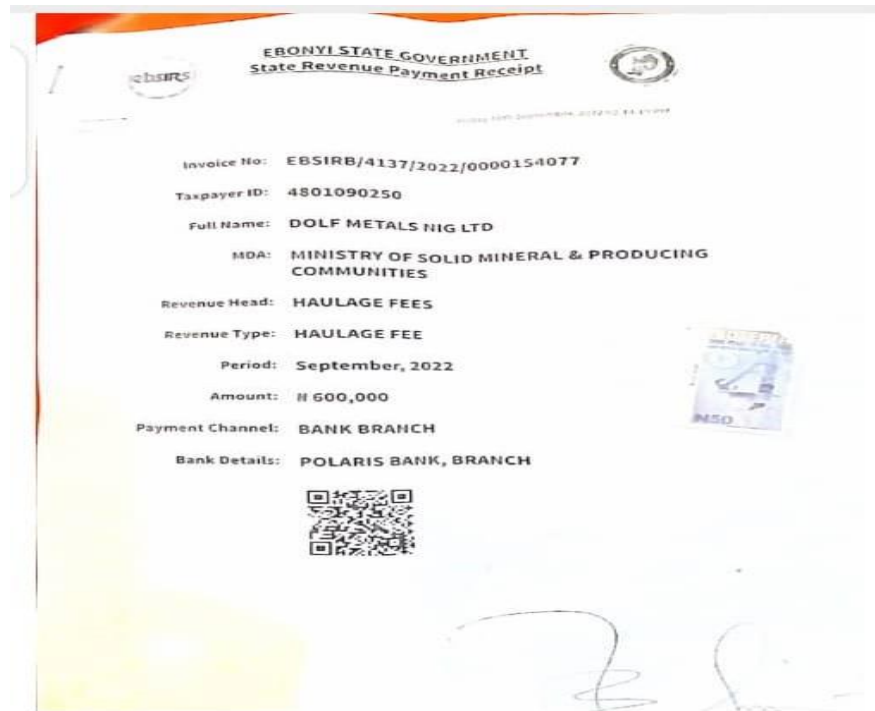 ebsIRS
EBONYI STATE GOVERNMENT
State Revenue Payment Receipt
Invoice No: EBSIRB/4137/2022/0000154077
Taxpayer ID: 4801090250
Full Name: DOLF METALS NIG LTD
MDA: MINISTRY OF SOLID MINERAL & PRODUCING
COMMUNITIES
Revenue Head: HAULAGE FEES
Revenue Type: HAULAGE FEE
Period: September, 2022
Amount: ₦ 600,000
Payment Channel: BANK BRANCH
Bank Details: POLARIS BANK, BRANCH
₦50